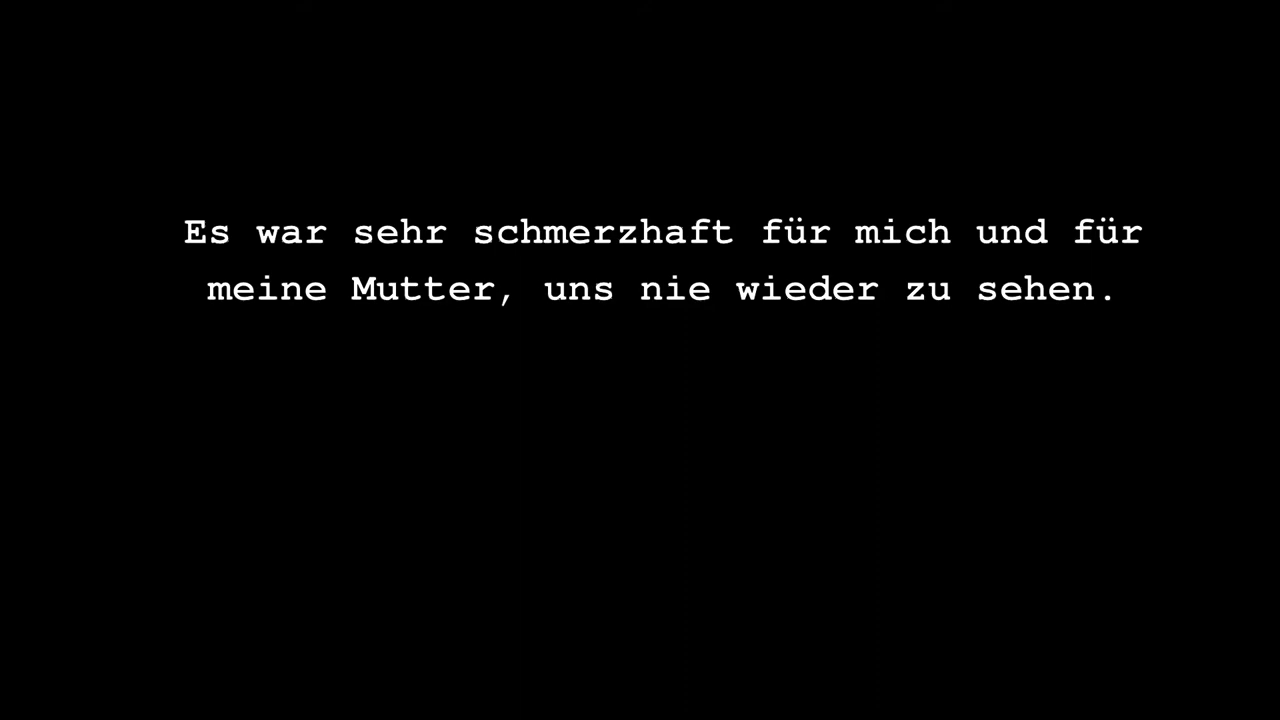 Es war sehr schmerzhaft für mich und für
meine Mutter, uns nie wieder zu sehen.